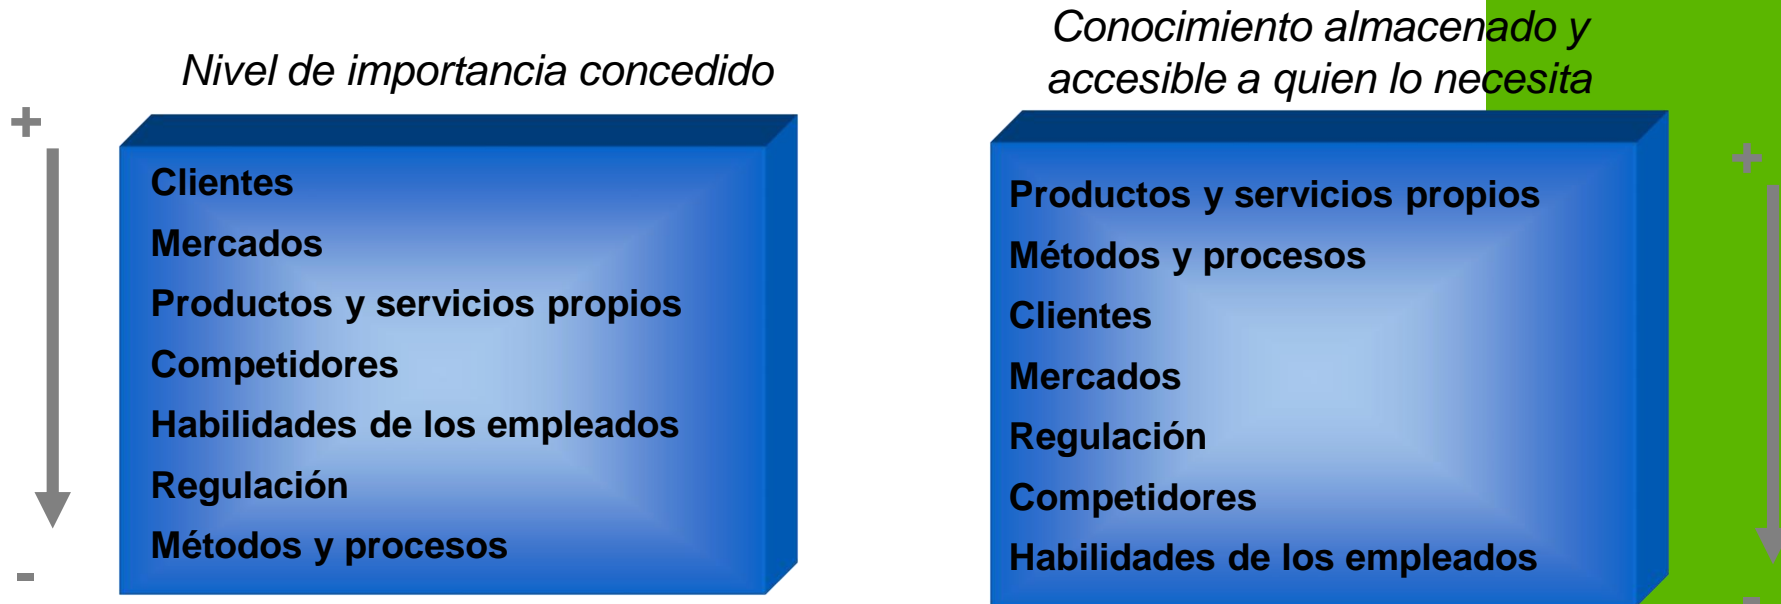 Nivel de importancia concedido
+
Clientes
Mercados
Productos y servicios propios
Competidores
Habilidades de los empleados
Regulación
Métodos y procesos
-
Conocimiento almacenado y
accesible a quien lo necesita
+
Productos y servicios propios
Métodos y procesos
Clientes
Mercados
Regulación
Competidores
Habilidades de los empleados
-